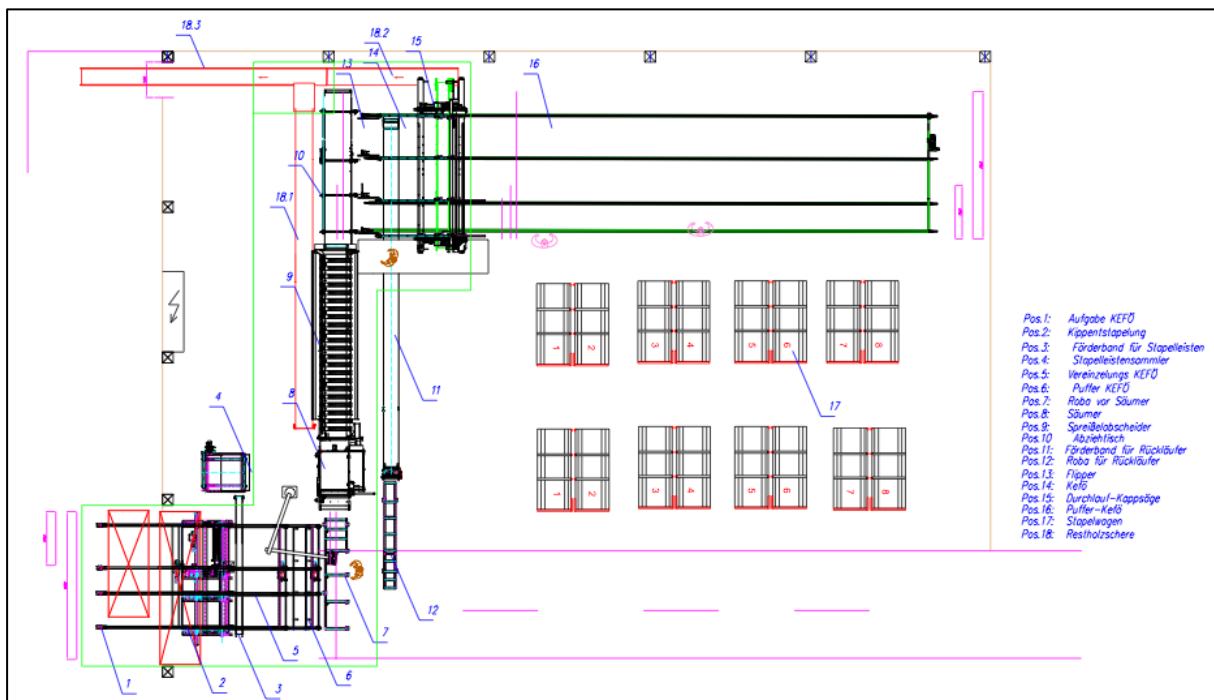 18.3
18.2
15
14
13
16
10
18.1
9
11
8
4
17
1
2
3
4
5
6
7
8
1
2
3
4
5
6
7
8
12
7
5
6
1
2
3
Pos.1: Aufgabe KEFÖ
Pos.2: Kippentstapelung
Pos.3: Förderband für Stapelleisten
Pos.4: Stapelleistensammler
Pos.5: Vereinzelungs KEFÖ
Pos.6: Puffer KEFÖ
Pos.7: Roba vor Säumer
Pos.8: Säumer
Pos.9: Spreißelabscheider
Pos.10 Abziehtisch
Pos.11: Förderband für Rückläufer
Pos.12: Roba für Rückläufer
Pos.13: Flipper
Pos.14: Kefö
Pos.15: Durchlauf-Kappsäge
Pos.16: Puffer-Kefö
Pos.17: Stapelwagen
Pos.18: Restholzschere